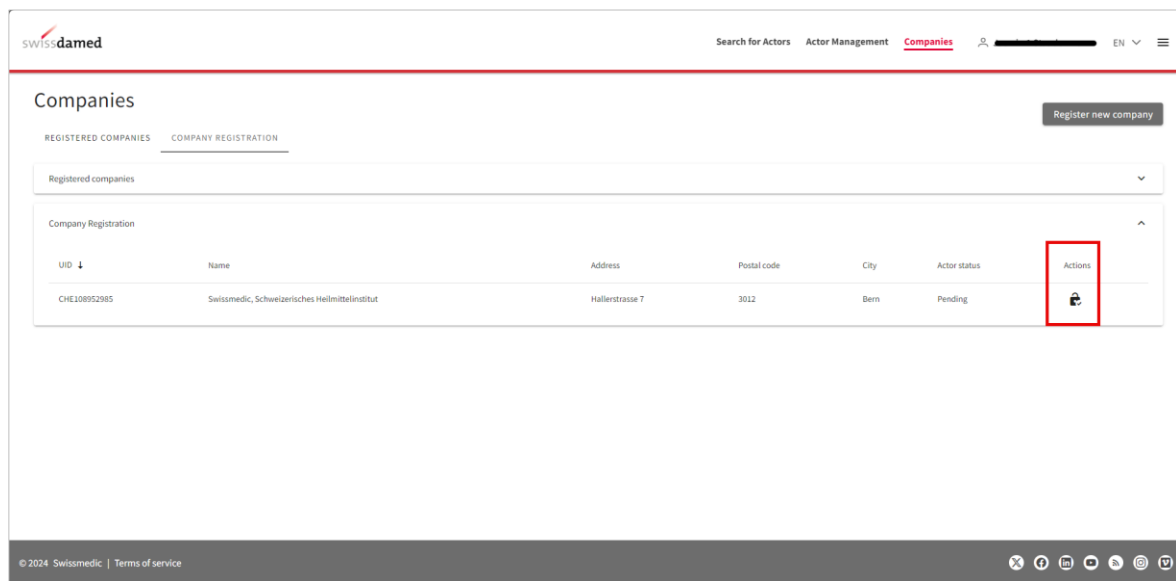 swissdamed
Search for Actors Actor Management Companies EN
Companies
Register new company
REGISTERED COMPANIES COMPANY REGISTRATION
Registered companies
Company Registration
UID Name Address Postal code City Actor status Actions
CHE108952985 Swissmedic, Schweizerisches Heilmittelinstitut Hallerstrasse 7 3012 Bern Pending
© 2024 Swissmedic | Terms of service